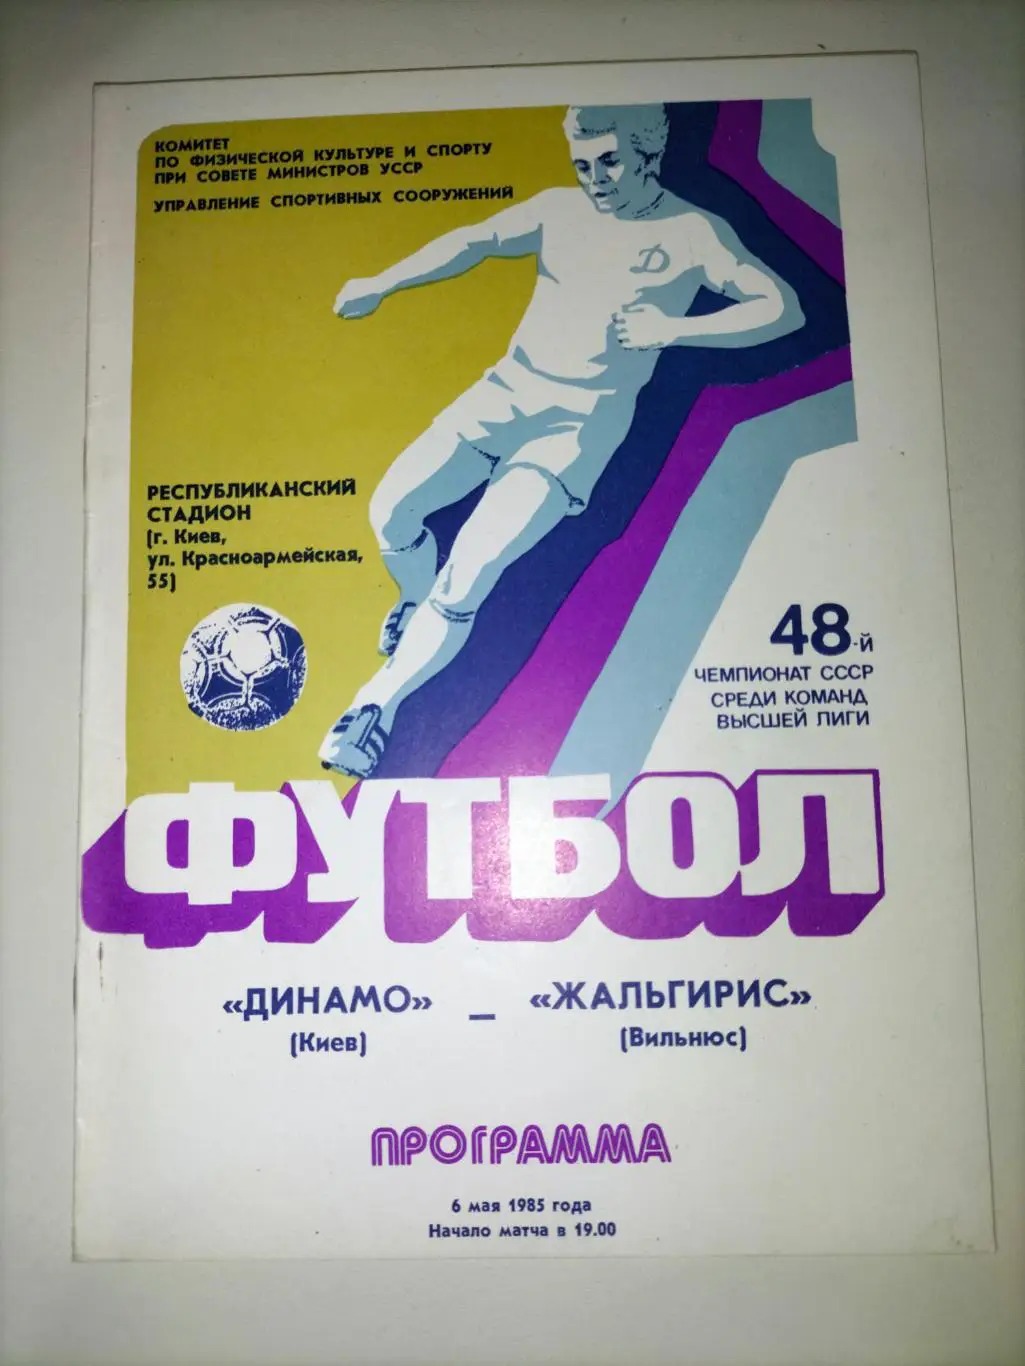 КОМИТЕТ
ПО ФИЗИЧЕСКОЙ КУЛЬТУРЕ И СПОРТУ
ПРИ СОВЕТЕ МИНИСТРОВ УССР
УПРАВЛЕНИЕ СПОРТИВНЫХ СООРУЖЕНИЙ
Д
РЕСПУБЛИКАНСКИЙ
СТАДИОН
(г. Киев,
ул. Красноармейская,
55)
48-й
ЧЕМПИОНАТ СССР
СРЕДИ КОМАНД
ВЫСШЕЙ ЛИГИ
ФУТБОЛ
«ДИНАМО» – «ЖАЛЬГИРИС»
(Киев) (Вильнюс)
ПРОГРАММА
6 мая 1985 года
Начало матча в 19.00